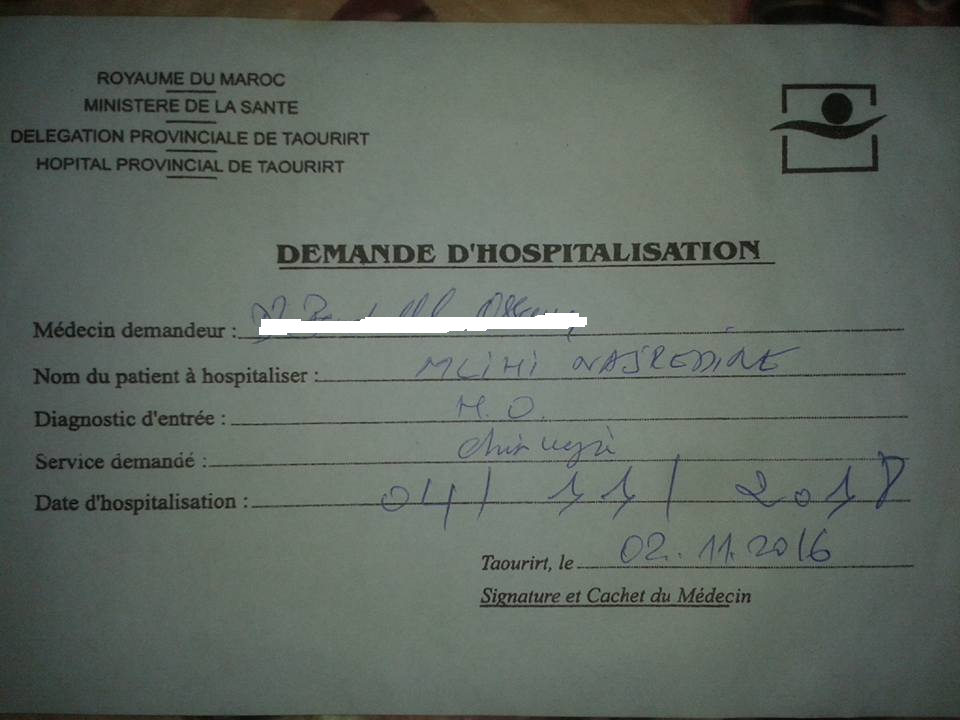 ROYAUME DU MAROC
MINISTERE DE LA SANTE
DELEGATION PROVINCIALE DE TAOURIRT
HOPITAL PROVINCIAL DE TAOURIRT
DEMANDE D'HOSPITALISATION
Médecin demandeur :
Nom du patient à hospitaliser : MLIHI NASREDDINE
Diagnostic d'entrée : M.O.
Service demandé : chirurgie
Date d'hospitalisation : 04/11/2017
Taourirt, le 02.11.2016
Signature et Cachet du Médecin